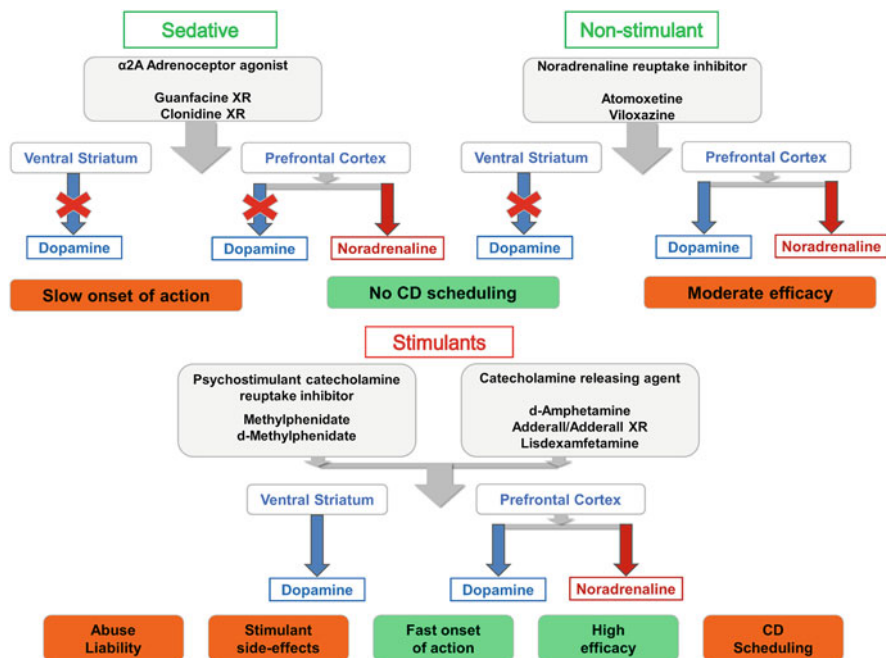 Sedative
Non-stimulant
α2A Adrenoceptor agonist
Guanfacine XR
Clonidine XR
Noradrenaline reuptake inhibitor
Atomoxetine
Viloxazine
Ventral Striatum
Prefrontal Cortex
Ventral Striatum
Prefrontal Cortex
Dopamine
Dopamine
Noradrenaline
Dopamine
Dopamine
Noradrenaline
Slow onset of action
No CD scheduling
Moderate efficacy
Stimulants
Psychostimulant catecholamine
reuptake inhibitor
Methylphenidate
d-Methylphenidate
Catecholamine releasing agent
d-Amphetamine
Adderall/Adderall XR
Lisdexamfetamine
Ventral Striatum
Prefrontal Cortex
Dopamine
Dopamine
Noradrenaline
Abuse
Liability
Stimulant
side-effects
Fast onset
of action
High
efficacy
CD
Scheduling